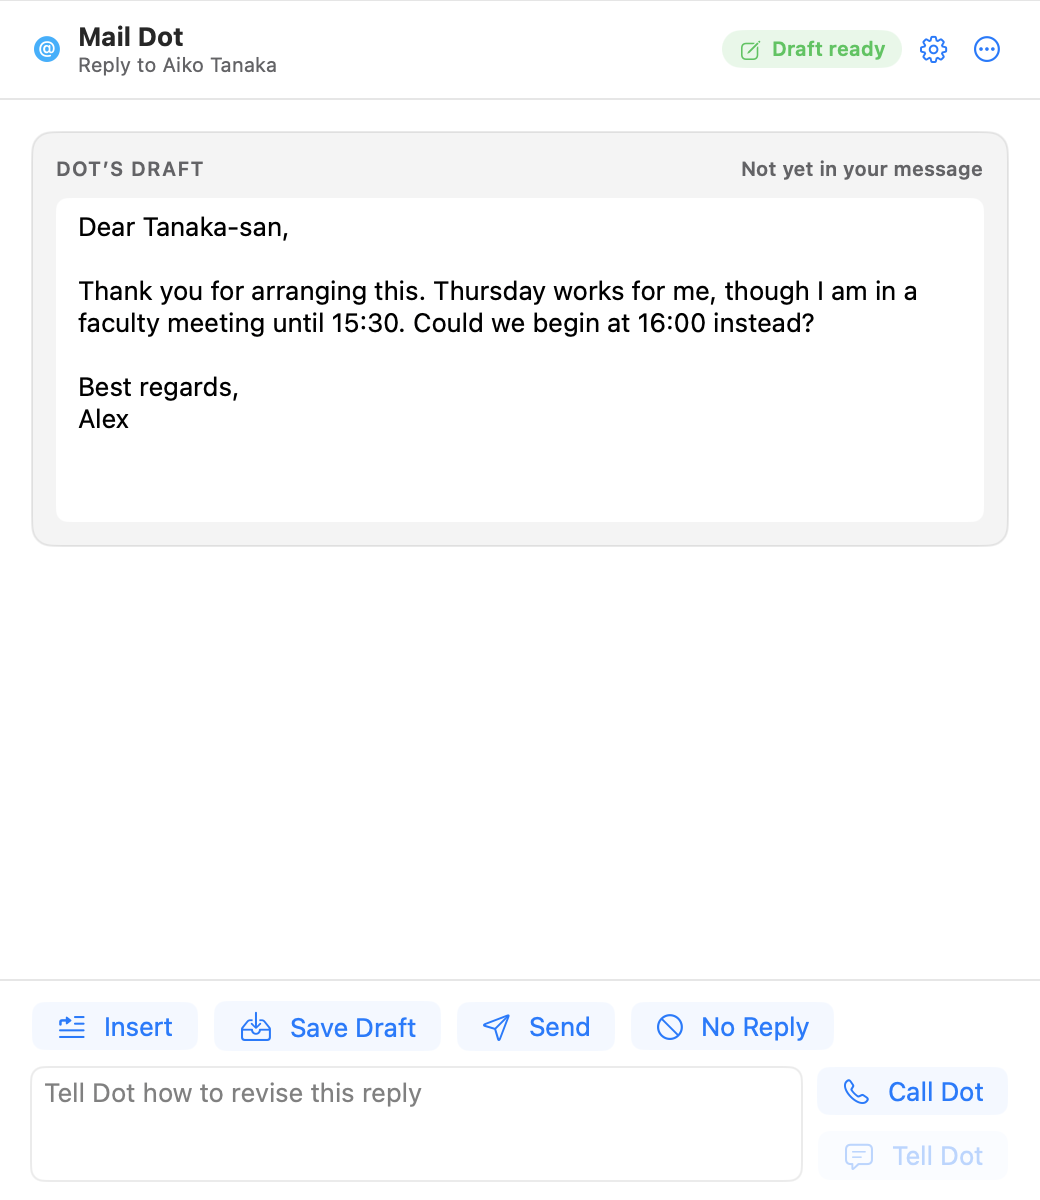 Mail Dot
Reply to Aiko Tanaka
Draft ready
DOT’S DRAFT
Not yet in your message
Dear Tanaka-san,
Thank you for arranging this. Thursday works for me, though I am in a
faculty meeting until 15:30. Could we begin at 16:00 instead?
Best regards,
Alex
Insert
Save Draft
Send
No Reply
Tell Dot how to revise this reply
Call Dot
Tell Dot